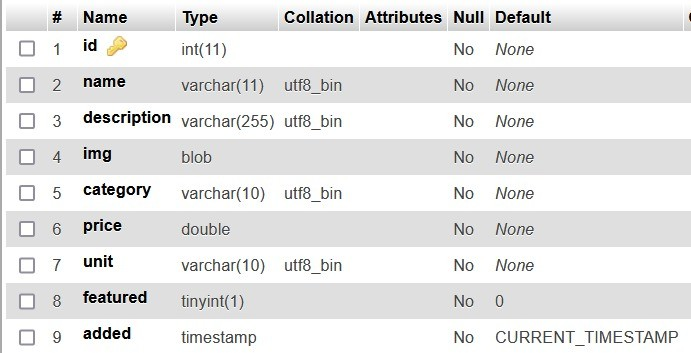 # Name Type Collation Attributes Null Default
1 id int(11) No None
2 name varchar(11) utf8_bin No None
3 description varchar(255) utf8_bin No None
4 img blob No None
5 category varchar(10) utf8_bin No None
6 price double No None
7 unit varchar(10) utf8_bin No None
8 featured tinyint(1) No 0
9 added timestamp No CURRENT_TIMESTAMP